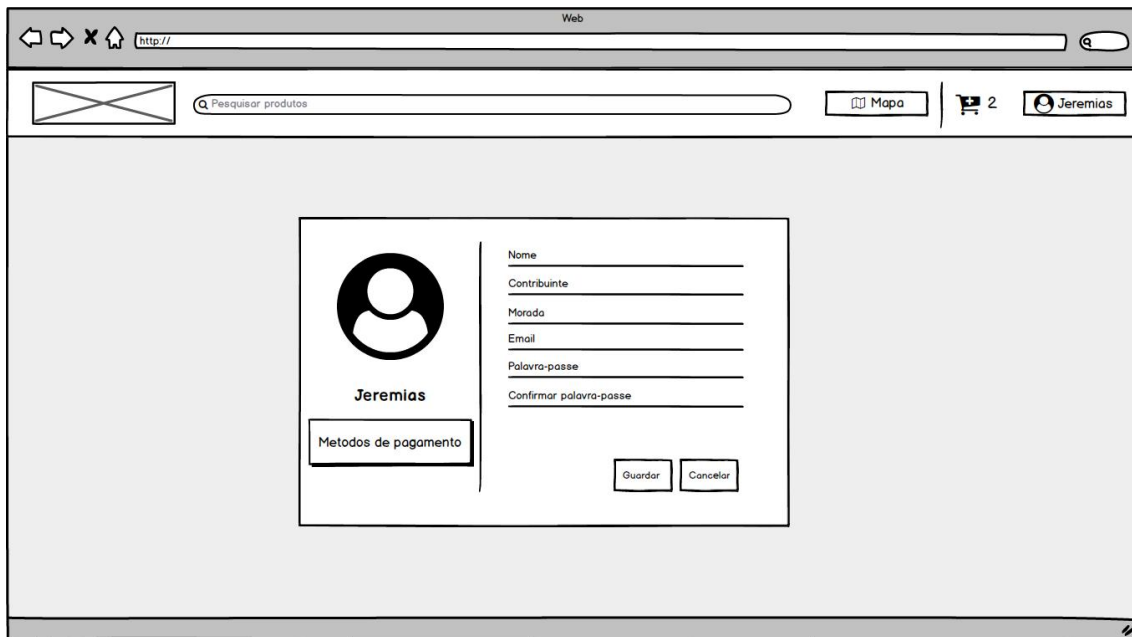 Web
http://
Pesquisar produtos
Mapa
2
Jeremias
Jeremias
Metodos de pagamento
Nome
Contribuinte
Morada
Email
Palavra-passe
Confirmar palavra-passe
Guardar
Cancelar